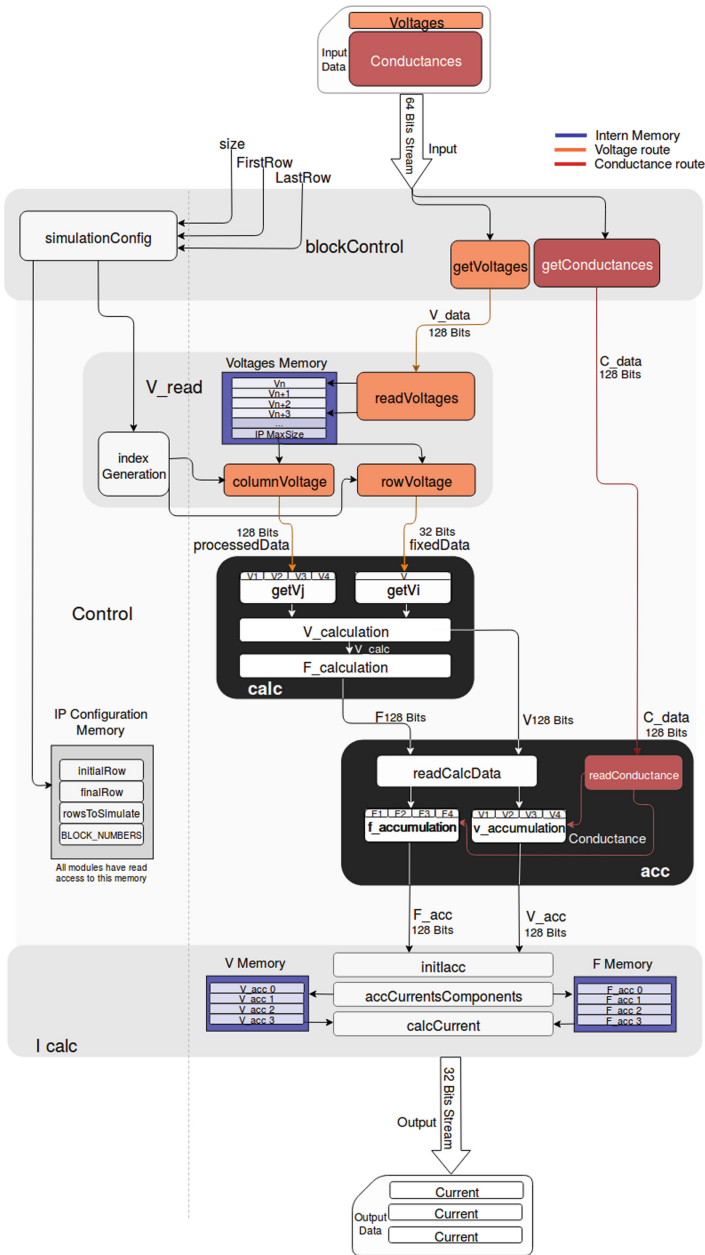 Voltages
Input
Data
Conductances
64 Bits Stream
Input
Intern Memory
Voltage route
Conductance route
size
FirstRow
LastRow
simulationConfig
blockControl
getVoltages
getConductances
V_data
128 Bits
C_data
128 Bits
Voltages Memory
V_read
Vn
Vn+1
Vn+2
Vn+3
...
IP MaxSize
readVoltages
index
Generation
columnVoltage
rowVoltage
128 Bits
processedData
32 Bits
fixedData
V1 V2 V3 V4
getVj
V
getVi
V_calculation
V_calc
F_calculation
calc
Control
F128 Bits
V128 Bits
C_data
128 Bits
IP Configuration
Memory
initialRow
finalRow
rowsToSimulate
BLOCK_NUMBERS
All modules have read
access to this memory
readCalcData
readConductance
F1 F2 F3 F4
f_accumulation
V1 V2 V3 V4
v_accumulation
Conductance
acc
F_acc
128 Bits
V_acc
128 Bits
V Memory
V_acc 0
V_acc 1
V_acc 2
V_acc 3
initIacc
accCurrentsComponents
calcCurrent
F Memory
F_acc 0
F_acc 1
F_acc 2
F_acc 3
I calc
32 Bits Stream
Output
Output
Data
Current
Current
Current